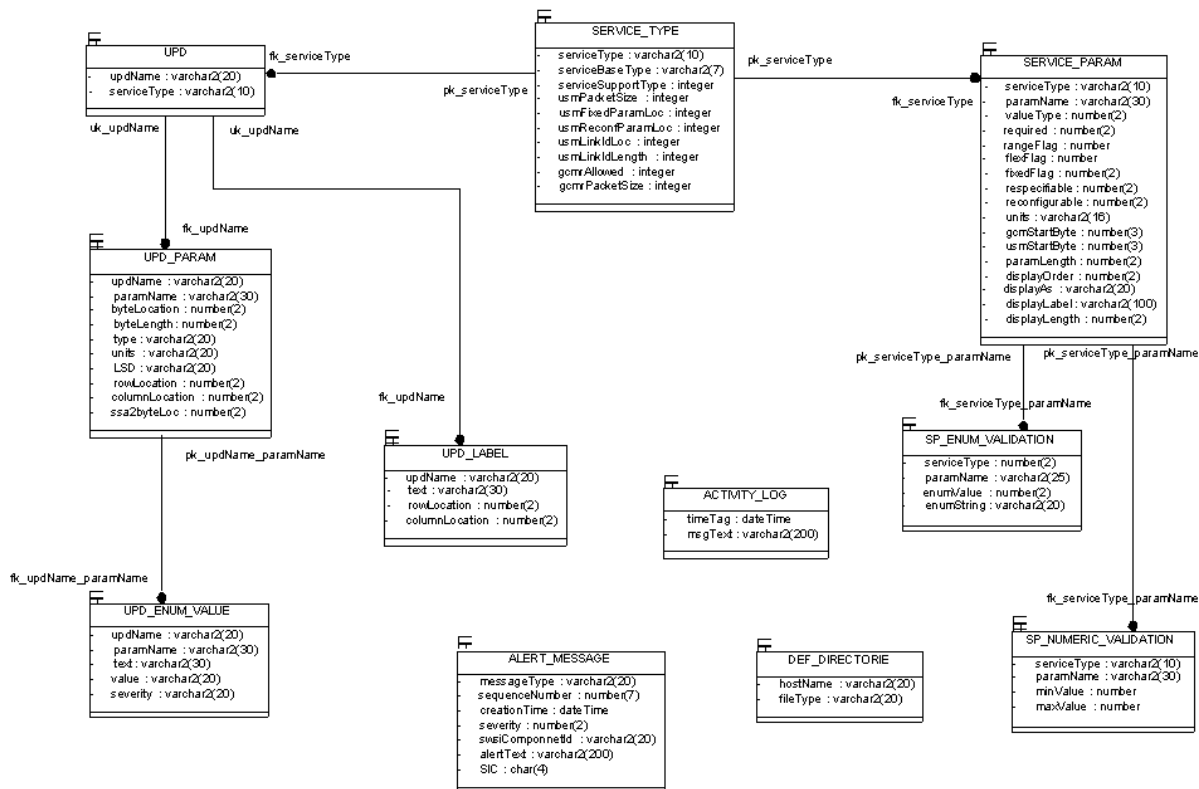 UPD
updName : varchar2(20)
serviceType : varchar2(10)
fk_serviceType
pk_serviceType
uk_updName
uk_updName
SERVICE_TYPE
serviceType : varchar2(10)
serviceBaseType : varchar2(7)
serviceSupportType : integer
usmPacketSize : integer
usmFixedParamLoc : integer
usmReconfParamLoc : integer
usmLinkIdLoc : integer
usmLinkIdLength : integer
gcmrAllowed : integer
gcmrPacketSize : integer
pk_serviceType
fk_serviceType
SERVICE_PARAM
serviceType : varchar2(10)
paramName : varchar2(30)
valueType : number(2)
required : number(2)
rangeFlag : number
flexFlag : number
fixedFlag : number(2)
respecifiable : number(2)
reconfigurable : number(2)
units : varchar2(16)
gcmStartByte : number(3)
usmStartByte : number(3)
paramLength : number(2)
displayOrder : number(2)
displayAs : varchar2(20)
displayLabel : varchar2(100)
displayLength : number(2)
fk_updName
UPD_PARAM
updName : varchar2(20)
paramName : varchar2(30)
byteLocation : number(2)
byteLength : number(2)
type : varchar2(20)
units : varchar2(20)
LSD : varchar2(20)
rowLocation : number(2)
columnLocation : number(2)
ssa2byteLoc : number(2)
pk_updName_paramName
fk_updName
UPD_LABEL
updName : varchar2(20)
text : varchar2(30)
rowLocation : number(2)
columnLocation : number(2)
pk_serviceType_paramName
pk_serviceType_paramName
fk_serviceType_paramName
SP_ENUM_VALIDATION
serviceType : number(2)
paramName : varchar2(25)
enumValue : number(2)
enumString : varchar2(20)
ACTIVITY_LOG
timeTag : dateTime
msgText : varchar2(200)
fk_updName_paramName
UPD_ENUM_VALUE
updName : varchar2(20)
paramName : varchar2(30)
text : varchar2(30)
value : varchar2(20)
severity : varchar2(20)
ALERT_MESSAGE
messageType : varchar2(20)
sequenceNumber : number(7)
creationTime : dateTime
severity : number(2)
swsiComponnetId : varchar2(20)
alertText : varchar2(200)
SIC : char(4)
DEF_DIRECTORIE
hostName : varchar2(20)
fileType : varchar2(20)
fk_serviceType_paramName
SP_NUMERIC_VALIDATION
serviceType : varchar2(10)
paramName : varchar2(30)
minValue : number
maxValue : number